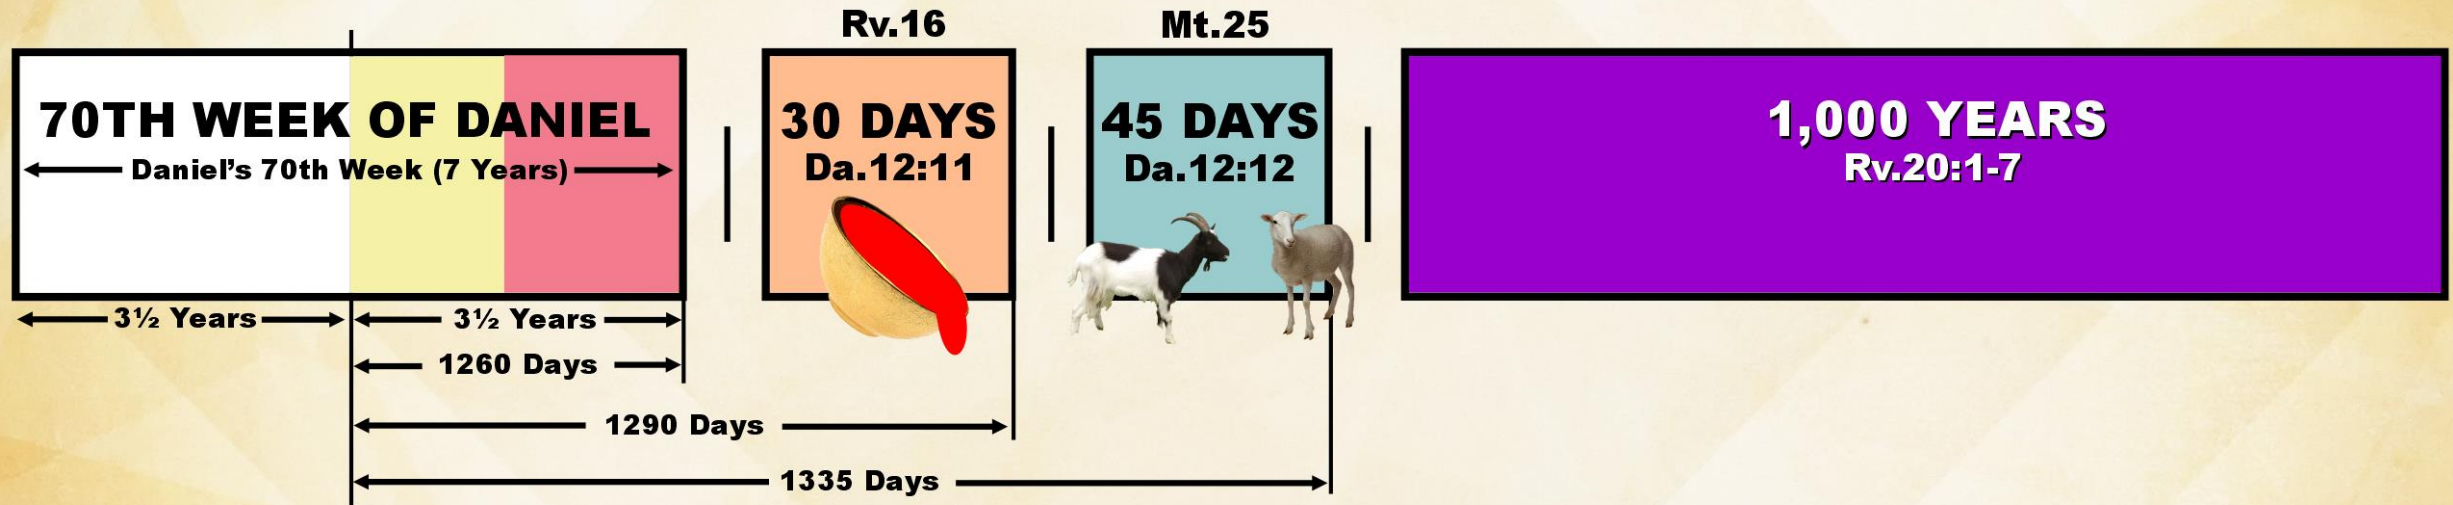 Rv.16
Mt.25
70TH WEEK OF DANIEL
Daniel’s 70th Week (7 Years)
30 DAYS
Da.12:11
45 DAYS
Da.12:12
1,000 YEARS
Rv.20:1-7
3½ Years
3½ Years
1260 Days
1290 Days
1335 Days